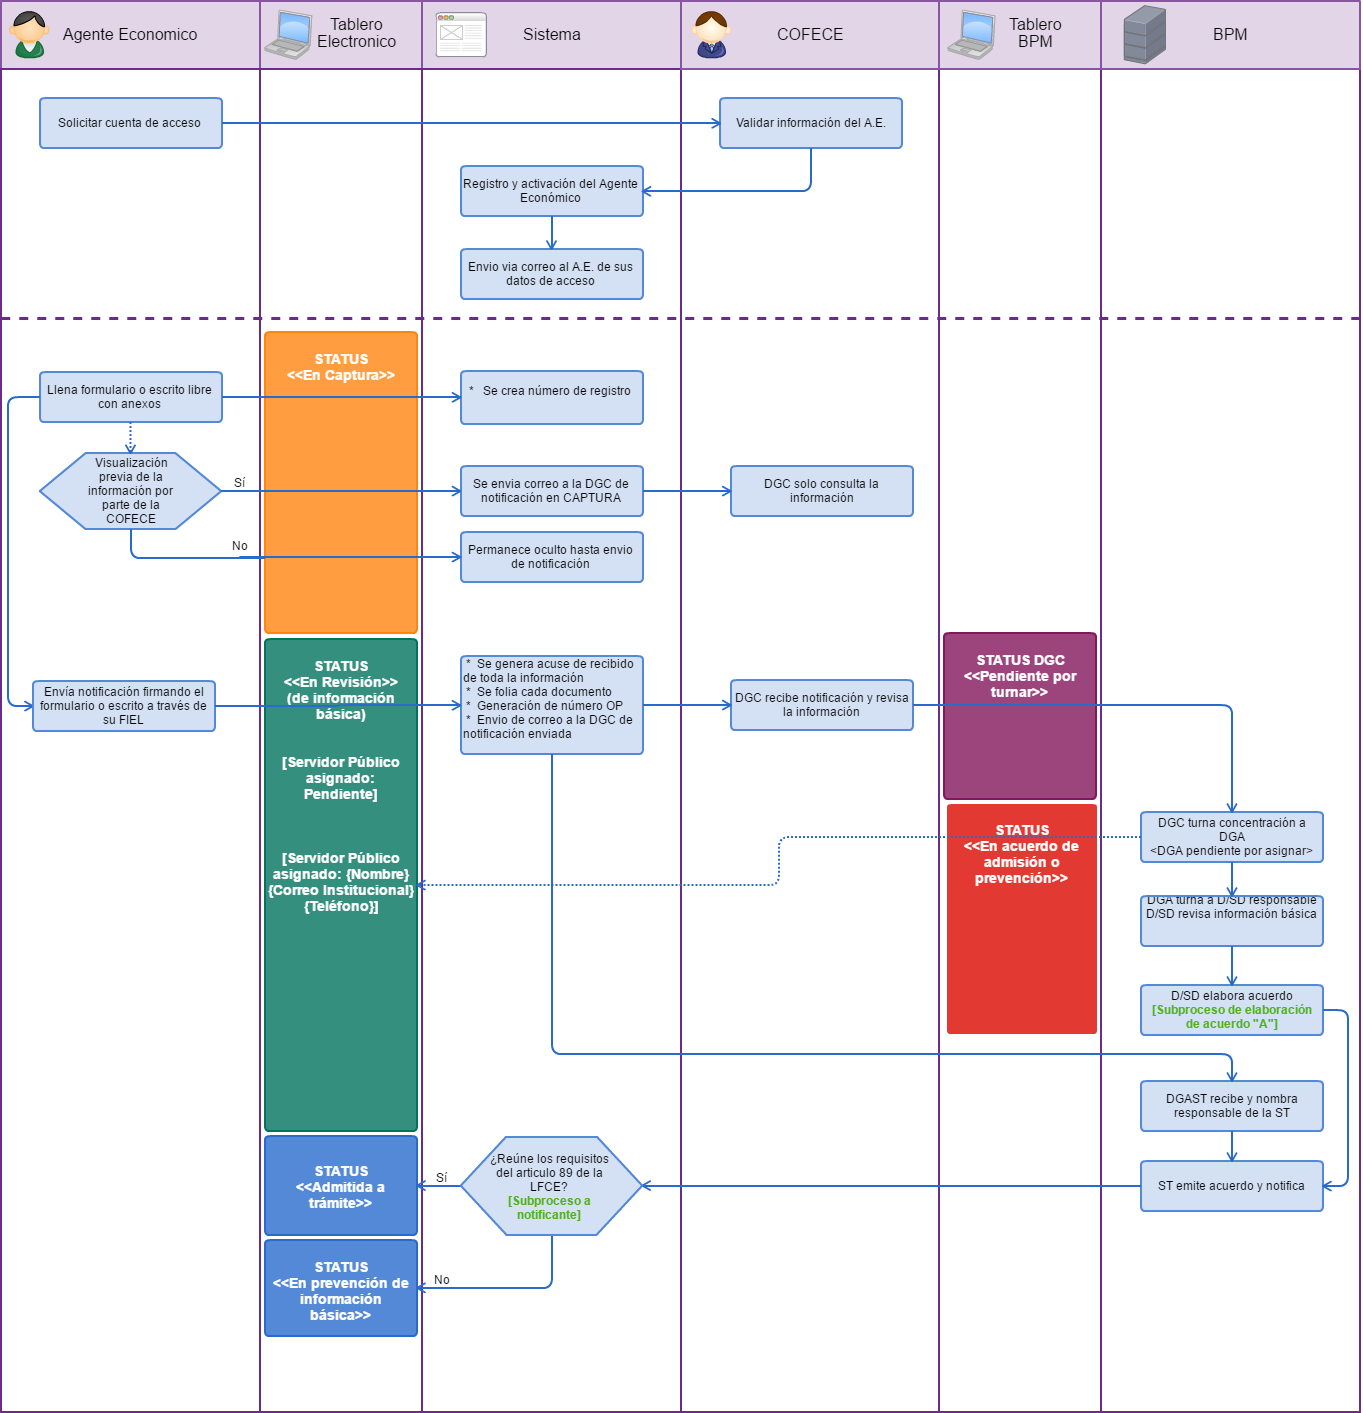 Agente Economico
Tablero
Electronico
Sistema
COFECE
Tablero
BPM
BPM
Solicitar cuenta de acceso
Validar información del A.E.
Registro y activación del Agente
Económico
Envio via correo al A.E. de sus
datos de acceso
STATUS
<<En Captura>>
Llena formulario o escrito libre
con anexos
* Se crea número de registro
Visualización
previa de la
información por
parte de la
COFECE
Sí
Se envia correo a la DGC de
notificación en CAPTURA
DGC solo consulta la
información
No
Permanece oculto hasta envio
de notificación
STATUS
<<En Revisión>>
(de información
básica)
[Servidor Público
asignado:
Pendiente]
[Servidor Público
asignado: {Nombre}
{Correo Institucional}
{Teléfono}]
Envía notificación firmando el
formulario o escrito a través de
su FIEL
* Se genera acuse de recibido
de toda la información
* Se folia cada documento
* Generación de número OP
* Envio de correo a la DGC de
notificación enviada
DGC recibe notificación y revisa
la información
STATUS DGC
<<Pendiente por
turnar>>
STATUS
<<En acuerdo de
admisión o
prevención>>
DGC turna concentración a
DGA
<DGA pendiente por asignar>
DGA turna a D/SD responsable
D/SD revisa información básica
D/SD elabora acuerdo
[Subproceso de elaboración
de acuerdo "A"]
DGAST recibe y nombra
responsable de la ST
ST emite acuerdo y notifica
¿Reúne los requisitos
del articulo 89 de la
LFCE?
[Subproceso a
notificante]
Sí
STATUS
<<Admitida a
trámite>>
No
STATUS
<<En prevención de
información
básica>>